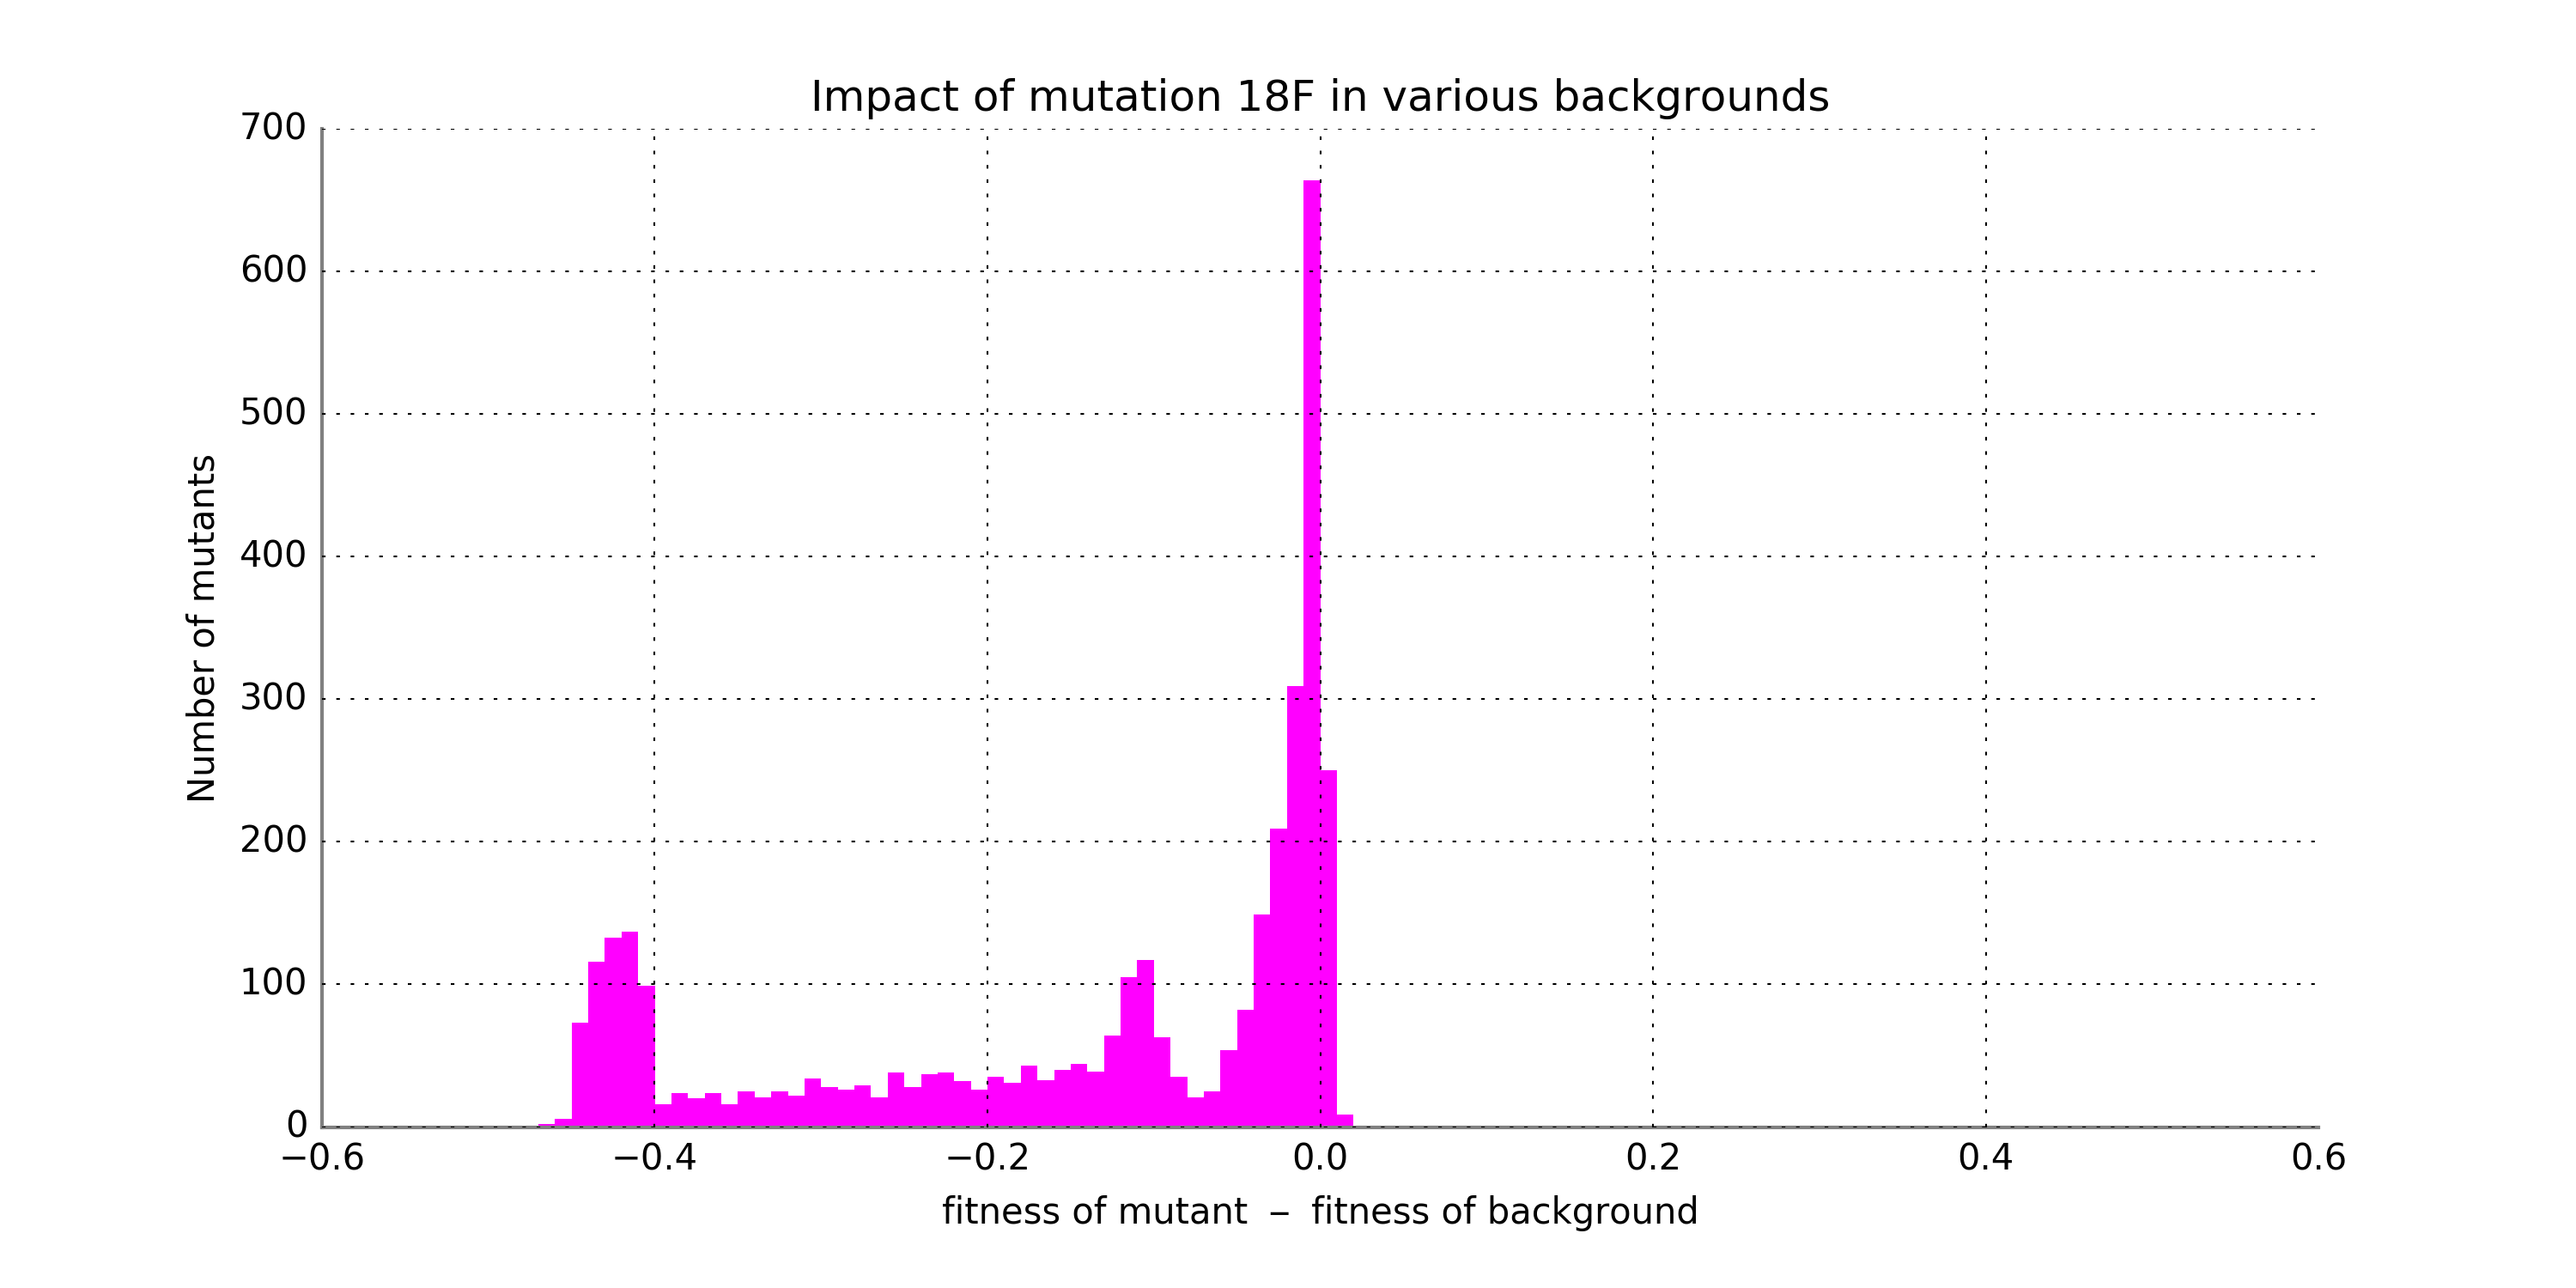 Impact of mutation 18F in various backgrounds
700
600
500
400
300
200
100
0
Number of mutants
−0.6 −0.4 −0.2 0.0 0.2 0.4 0.6
fitness of mutant − fitness of background